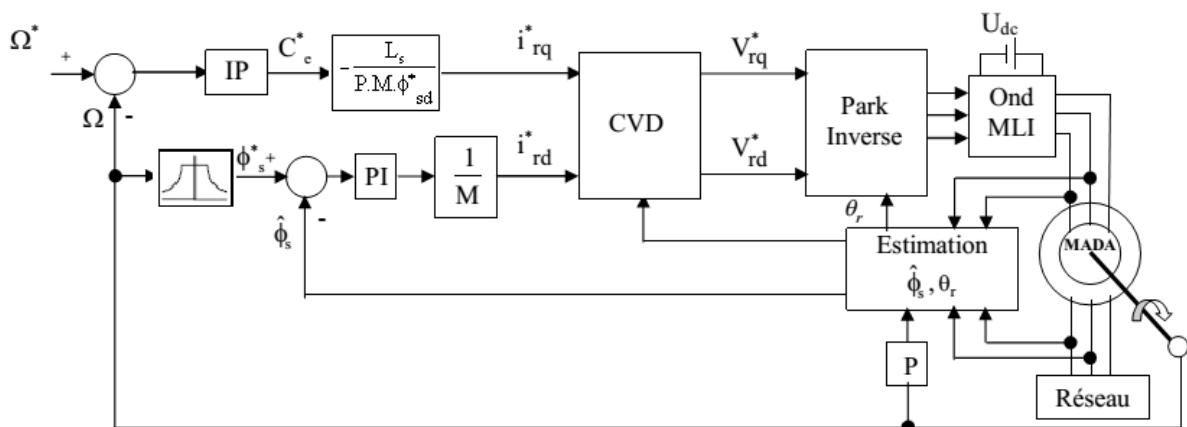 Ω*
+
Ω
-
IP
C*e
- Ls / P.M.ϕ*sd
i*rq
CVD
V*rq
V*rd
Park
Inverse
Udc
Ond
MLI
ϕ*s
+
-
PI
1/M
i*rd
ϕ̂s
θr
Estimation
ϕ̂s , θr
MADA
P
Réseau